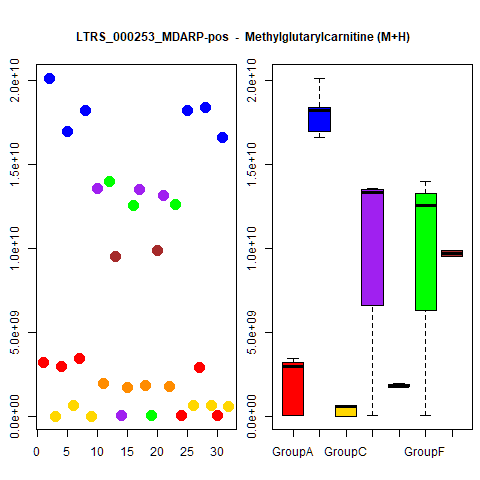 LTRS_000253_MDARP-pos - Methylglutarylcarnitine (M+H)
2.0e+10
1.5e+10
1.0e+10
5.0e+09
0.0e+00
0 5 10 15 20 25 30
2.0e+10
1.5e+10
1.0e+10
5.0e+09
0.0e+00
GroupA GroupC GroupF